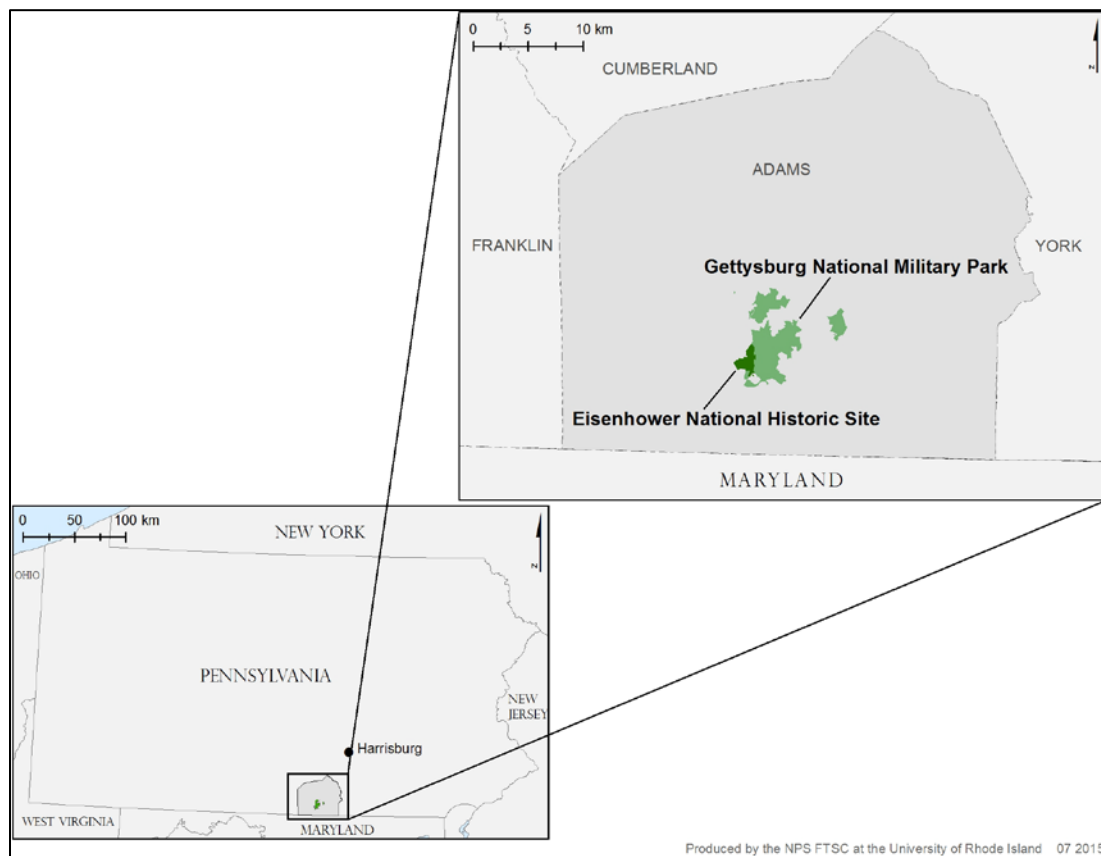 0 5 10 km
N
CUMBERLAND
ADAMS
FRANKLIN
YORK
Gettysburg National Military Park
Eisenhower National Historic Site
MARYLAND
0 50 100 km
NEW YORK
N
OHIO
PENNSYLVANIA
NEW
JERSEY
Harrisburg
WEST VIRGINIA
MARYLAND
Produced by the NPS FTSC at the University of Rhode Island 07 2015